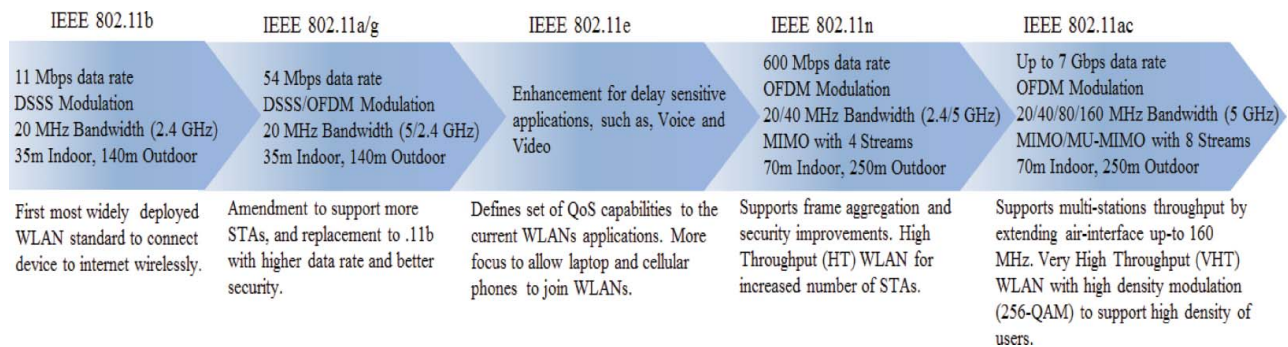 IEEE 802.11b
11 Mbps data rate
DSSS Modulation
20 MHz Bandwidth (2.4 GHz)
35m Indoor, 140m Outdoor
First most widely deployed
WLAN standard to connect
device to internet wirelessly.
IEEE 802.11a/g
54 Mbps data rate
DSSS/OFDM Modulation
20 MHz Bandwidth (5/2.4 GHz)
35m Indoor, 140m Outdoor
Amendment to support more
STAs, and replacement to .11b
with higher data rate and better
security.
IEEE 802.11e
Enhancement for delay sensitive
applications, such as, Voice and
Video
Defines set of QoS capabilities to the
current WLANs applications. More
focus to allow laptop and cellular
phones to join WLANs.
IEEE 802.11n
600 Mbps data rate
OFDM Modulation
20/40 MHz Bandwidth (2.4/5 GHz)
MIMO with 4 Streams
70m Indoor, 250m Outdoor
Supports frame aggregation and
security improvements. High
Throughput (HT) WLAN for
increased number of STAs.
IEEE 802.11ac
Up to 7 Gbps data rate
OFDM Modulation
20/40/80/160 MHz Bandwidth (5 GHz)
MIMO/MU-MIMO with 8 Streams
70m Indoor, 250m Outdoor
Supports multi-stations throughput by
extending air-interface up-to 160
MHz. Very High Throughput (VHT)
WLAN with high density modulation
(256-QAM) to support high density of
users.